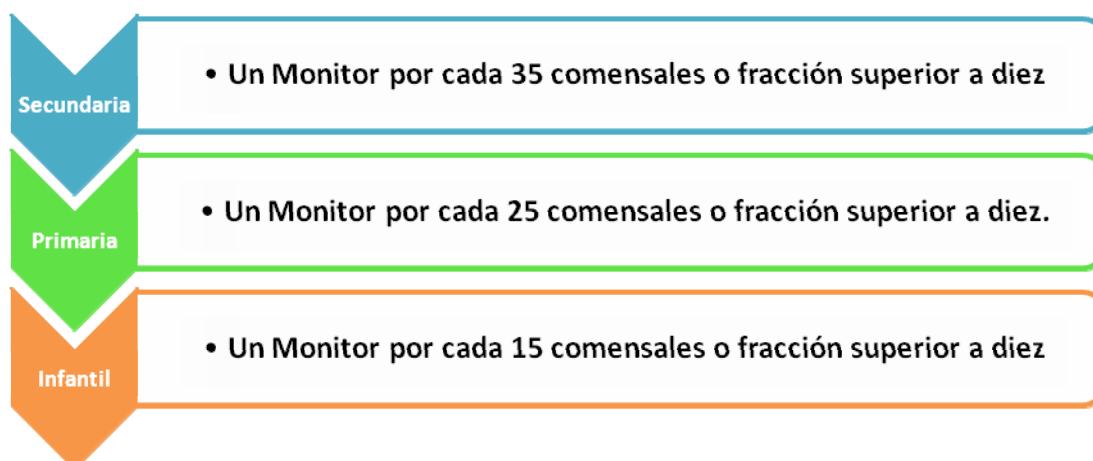 Secundaria
• Un Monitor por cada 35 comensales o fracción superior a diez
Primaria
• Un Monitor por cada 25 comensales o fracción superior a diez.
Infantil
• Un Monitor por cada 15 comensales o fracción superior a diez